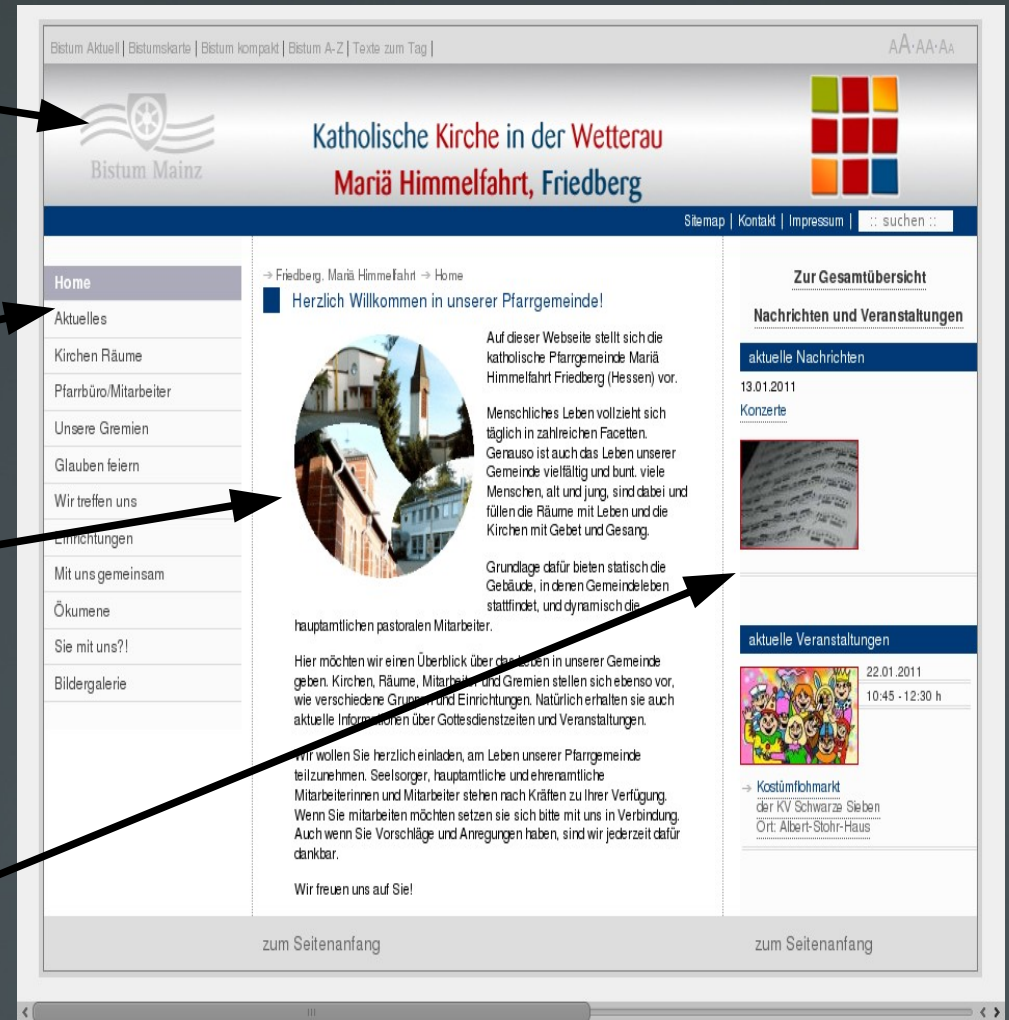 Bistum Aktuell | Bistumskarte | Bistum kompakt | Bistum A-Z | Texte zum Tag |
AA·AA·AA
Bistum Mainz
Katholische Kirche in der Wetterau
Mariä Himmelfahrt, Friedberg
Sitemap | Kontakt | Impressum | :: suchen ::
Home
Aktuelles
Kirchen Räume
Pfarrbüro/Mitarbeiter
Unsere Gremien
Glauben feiern
Wir treffen uns
Einrichtungen
Mit uns gemeinsam
Ökumene
Sie mit uns?!
Bildergalerie
→ Friedberg. Mariä Himmelfahrt → Home
Herzlich Willkommen in unserer Pfarrgemeinde!
Auf dieser Webseite stellt sich die
katholische Pfarrgemeinde Mariä
Himmelfahrt Friedberg (Hessen) vor.
Menschliches Leben vollzieht sich
täglich in zahlreichen Facetten.
Genauso ist auch das Leben unserer
Gemeinde vielfältig und bunt. viele
Menschen, alt und jung, sind dabei und
füllen die Räume mit Leben und die
Kirchen mit Gebet und Gesang.
Grundlage dafür bieten statisch die
Gebäude, in denen Gemeindeleben
stattfindet, und dynamisch die
hauptamtlichen pastoralen Mitarbeiter.
Hier möchten wir einen Überblick über das Leben in unserer Gemeinde
geben. Kirchen, Räume, Mitarbeiter und Gremien stellen sich ebenso vor,
wie verschiedene Gruppen und Einrichtungen. Natürlich erhalten sie auch
aktuelle Informationen über Gottesdienstzeiten und Veranstaltungen.
Wir wollen Sie herzlich einladen, am Leben unserer Pfarrgemeinde
teilzunehmen. Seelsorger, hauptamtliche und ehrenamtliche
Mitarbeiterinnen und Mitarbeiter stehen nach Kräften zu Ihrer Verfügung.
Wenn Sie mitarbeiten möchten setzen sie sich bitte mit uns in Verbindung.
Auch wenn Sie Vorschläge und Anregungen haben, sind wir jederzeit dafür
dankbar.
Wir freuen uns auf Sie!
Zur Gesamtübersicht
Nachrichten und Veranstaltungen
aktuelle Nachrichten
13.01.2011
Konzerte
aktuelle Veranstaltungen
22.01.2011
10:45 - 12:30 h
→ Kostümflohmarkt
der KV Schwarze Sieben
Ort: Albert-Stohr-Haus
zum Seitenanfang
zum Seitenanfang